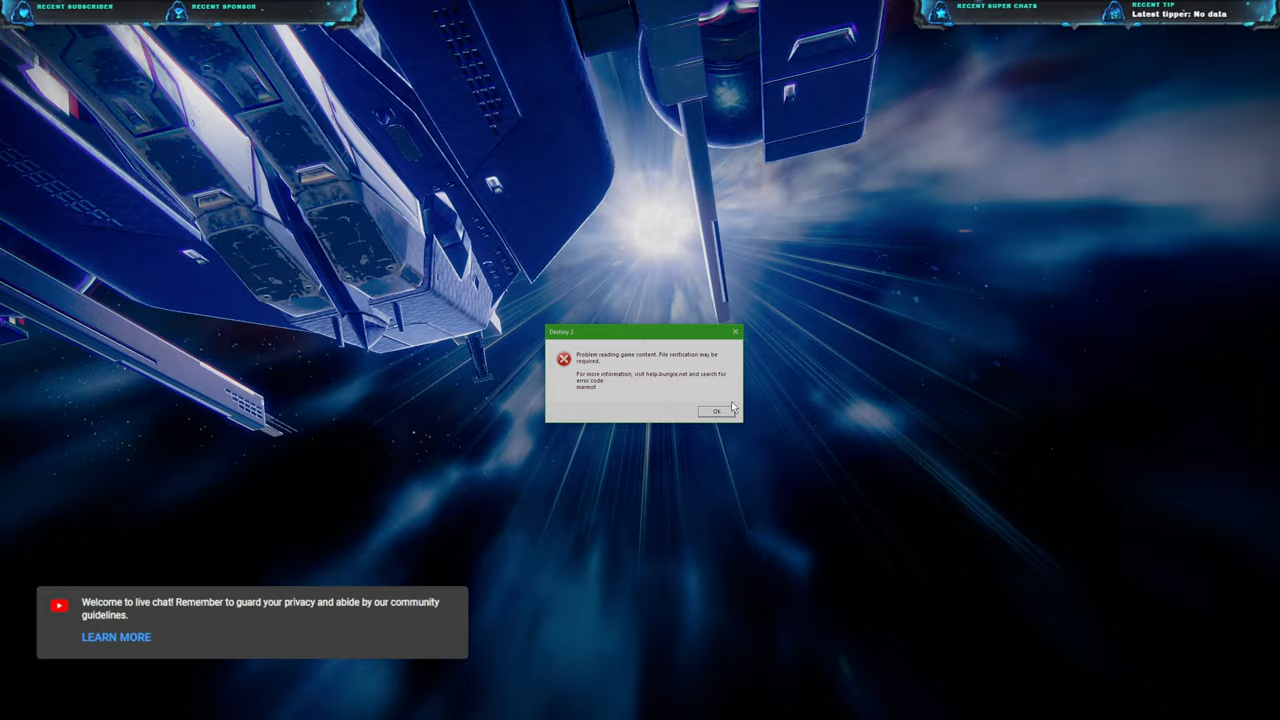 RECENT SUBSCRIBER
RECENT SPONSOR
RECENT SUPER CHATS
RECENT TIP
Latest tipper: No data
Destiny 2
Problem reading game content. File verification may be
required.
For more information, visit help.bungie.net and search for
error code:
marmot
OK
Welcome to live chat! Remember to guard your privacy and abide by our community
guidelines.
LEARN MORE